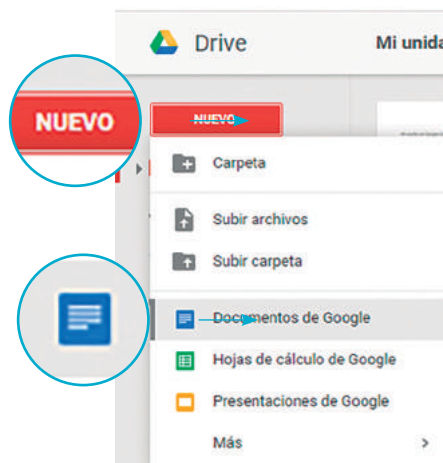 Drive
Mi unida
NUEVO
NUEVO
Carpeta
Subir archivos
Subir carpeta
Documentos de Google
Hojas de cálculo de Google
Presentaciones de Google
Más